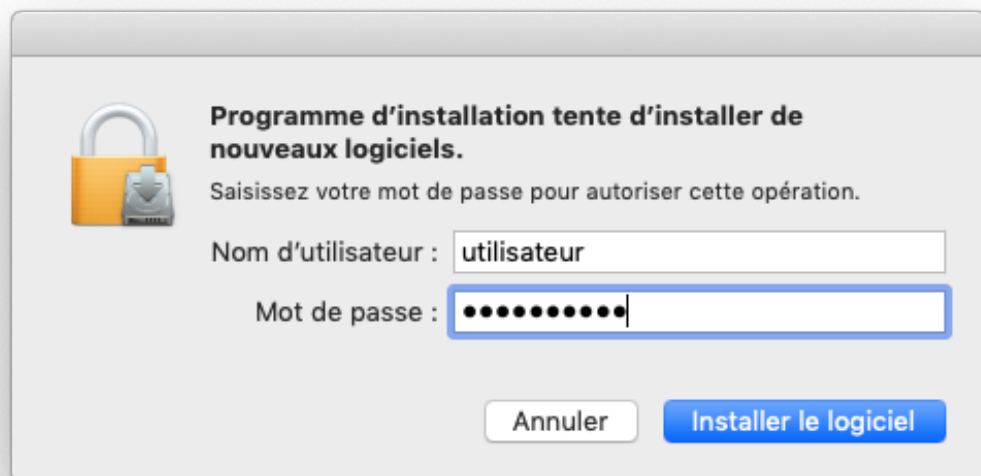 Programme d’installation tente d’installer de
nouveaux logiciels.
Saisissez votre mot de passe pour autoriser cette opération.
Nom d’utilisateur : utilisateur
Mot de passe : ••••••••••
Annuler Installer le logiciel